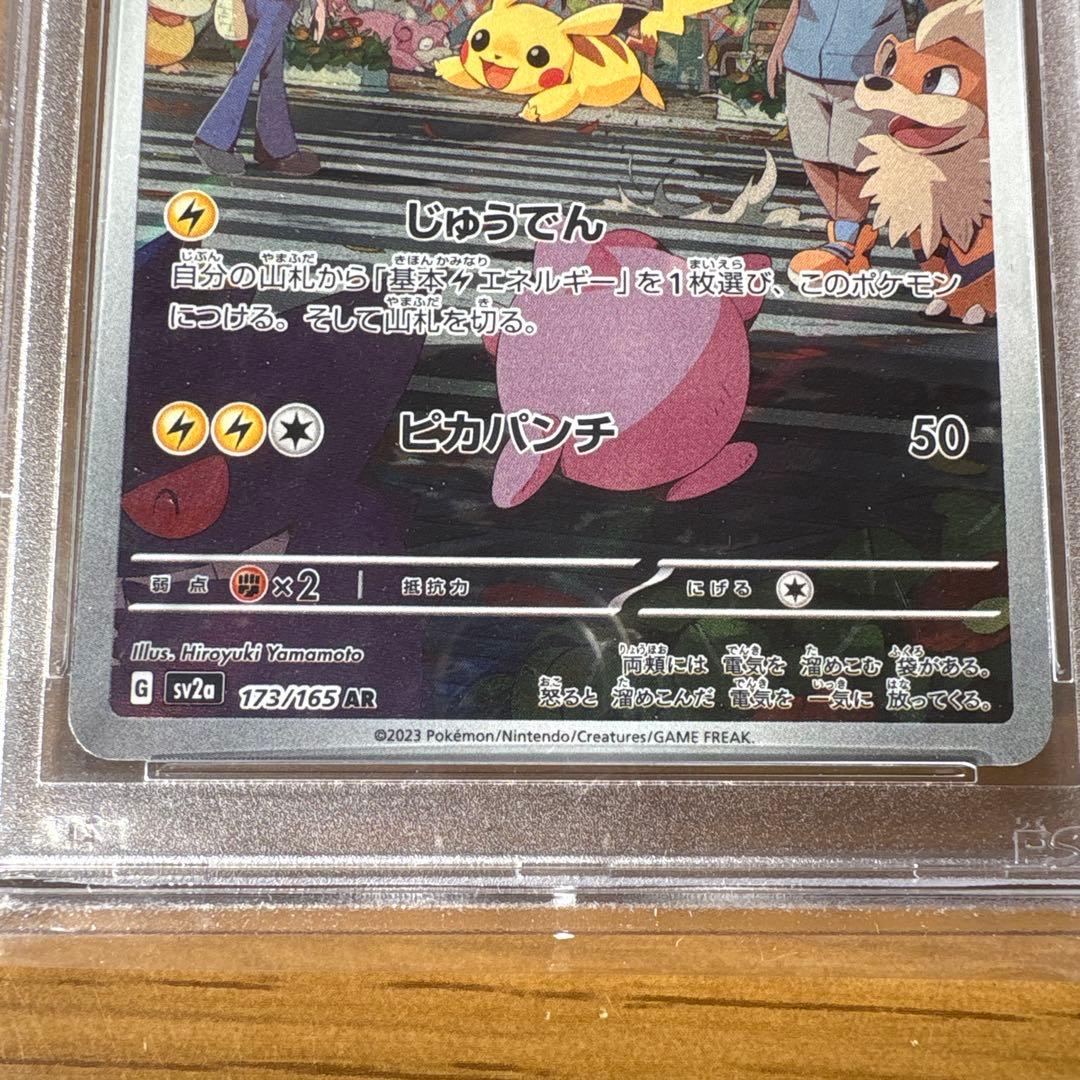 じゅうでん
自分の山札から「基本エネルギー」を1枚選び、このポケモン
につける。そして山札を切る。
ピカパンチ 50
弱点 ×2 抵抗力 にげる
Illus. Hiroyuki Yamamoto
両頬には 電気を 溜めこむ 袋がある。
G sv2a 173/165 AR
怒ると 溜めこんだ 電気を 一気に 放ってくる。
©2023 Pokémon/Nintendo/Creatures/GAME FREAK.